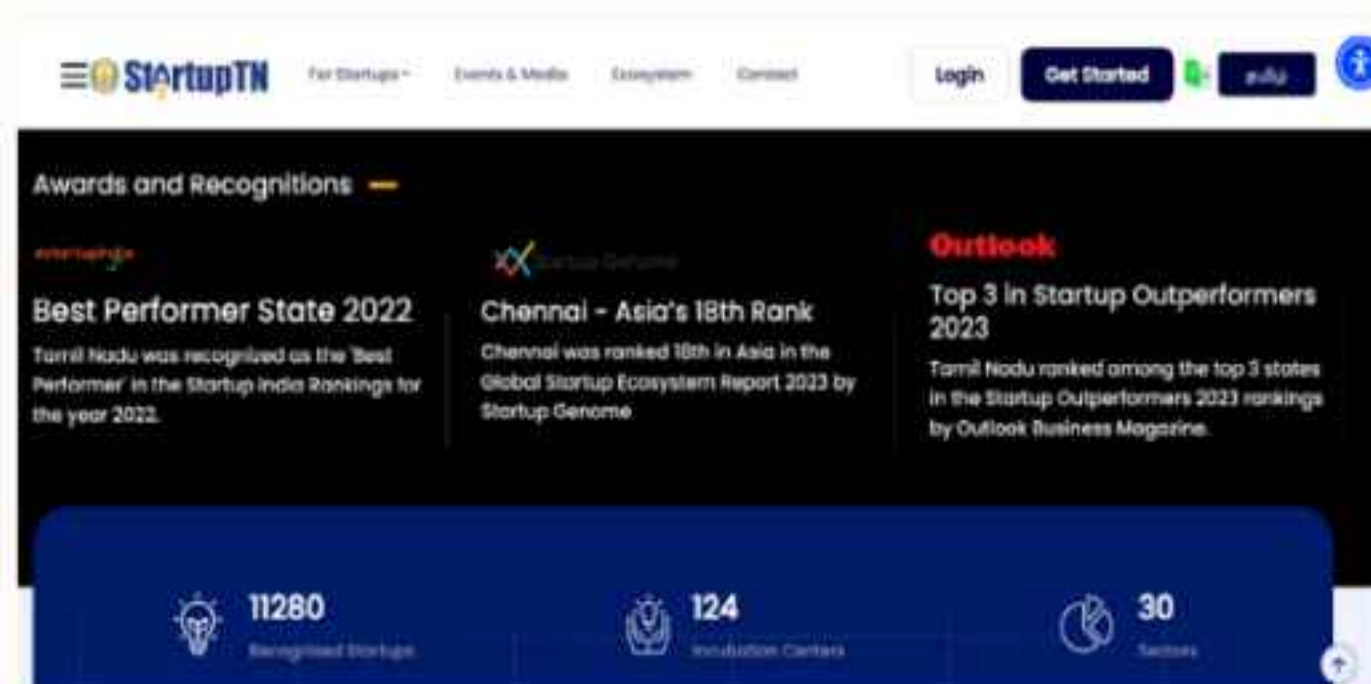 StartupTN
For Startups
Events & Media
Ecosystem
Contact
Login
Get Started
தமிழ்
Awards and Recognitions
#startupindia
Best Performer State 2022
Tamil Nadu was recognized as the 'Best
Performer' in the Startup India Rankings for
the year 2022.
Startup Genome
Chennai - Asia's 18th Rank
Chennai was ranked 18th in Asia in the
Global Startup Ecosystem Report 2023 by
Startup Genome
Outlook
Top 3 in Startup Outperformers
2023
Tamil Nadu ranked among the top 3 states
in the Startup Outperformers 2023 rankings
by Outlook Business Magazine.
11280
Recognised Startups
124
Incubation Centers
30
Sectors